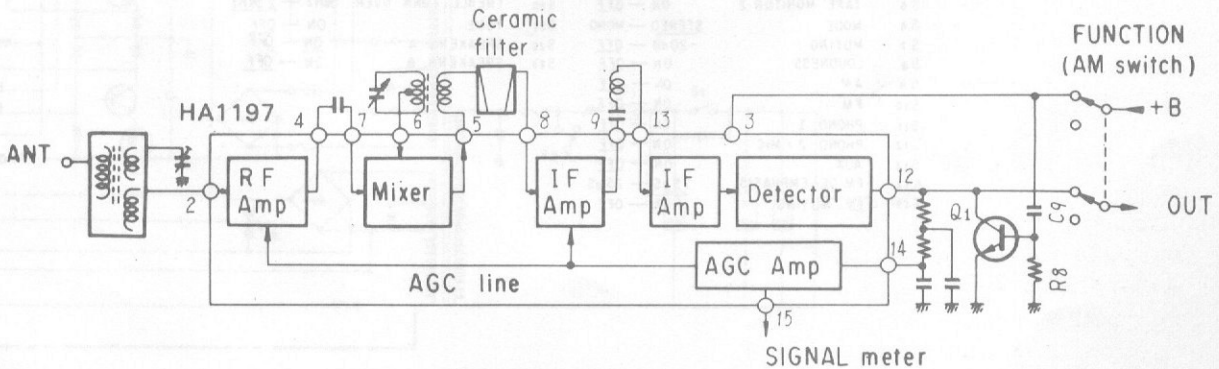 Ceramic
filter
FUNCTION
(AM switch)
HA1197
4
7
6
5
8
9
13
3
+B
ANT
2
RF
Amp
Mixer
IF
Amp
IF
Amp
Detector
12
Q1
C9
OUT
14
AGC Amp
AGC line
R8
15
SIGNAL meter